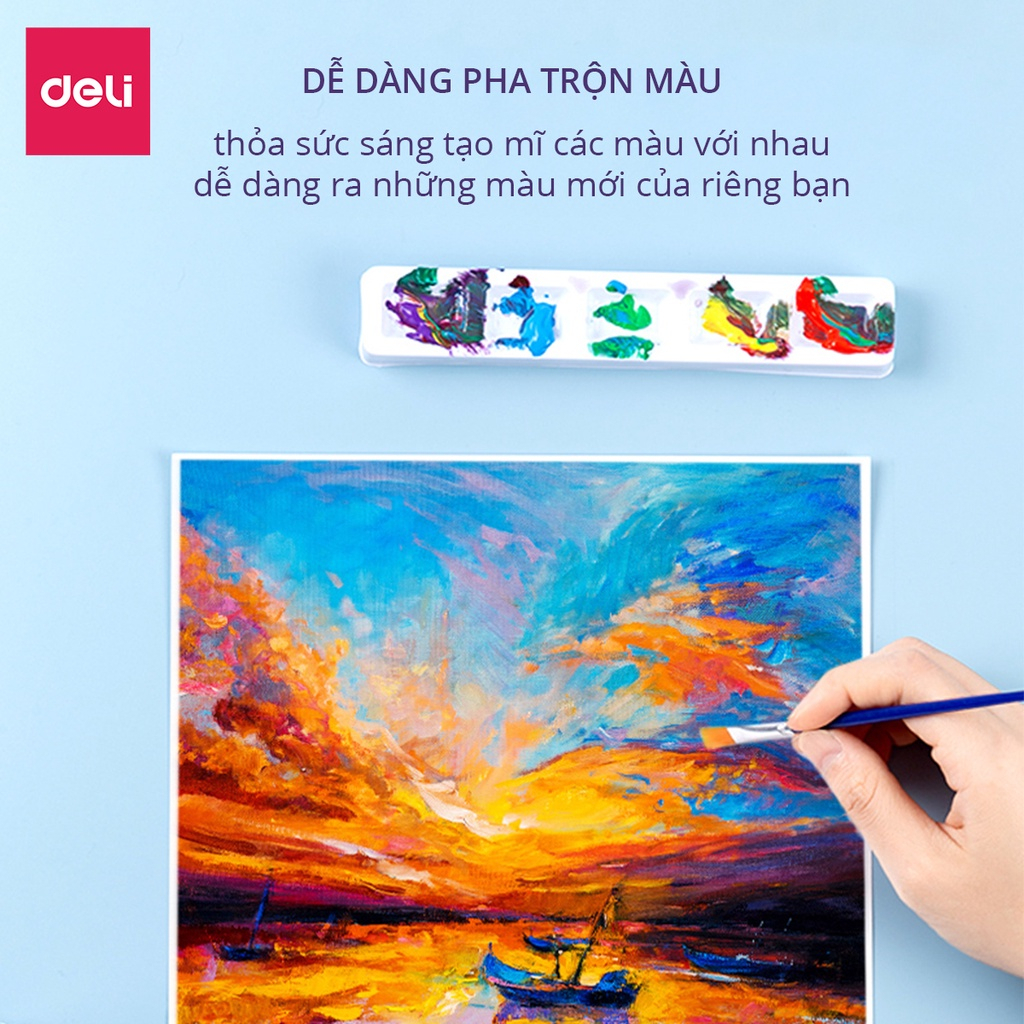 deli
DỄ DÀNG PHA TRỘN MÀU
thỏa sức sáng tạo mĩ các màu với nhau
dễ dàng ra những màu mới của riêng bạn